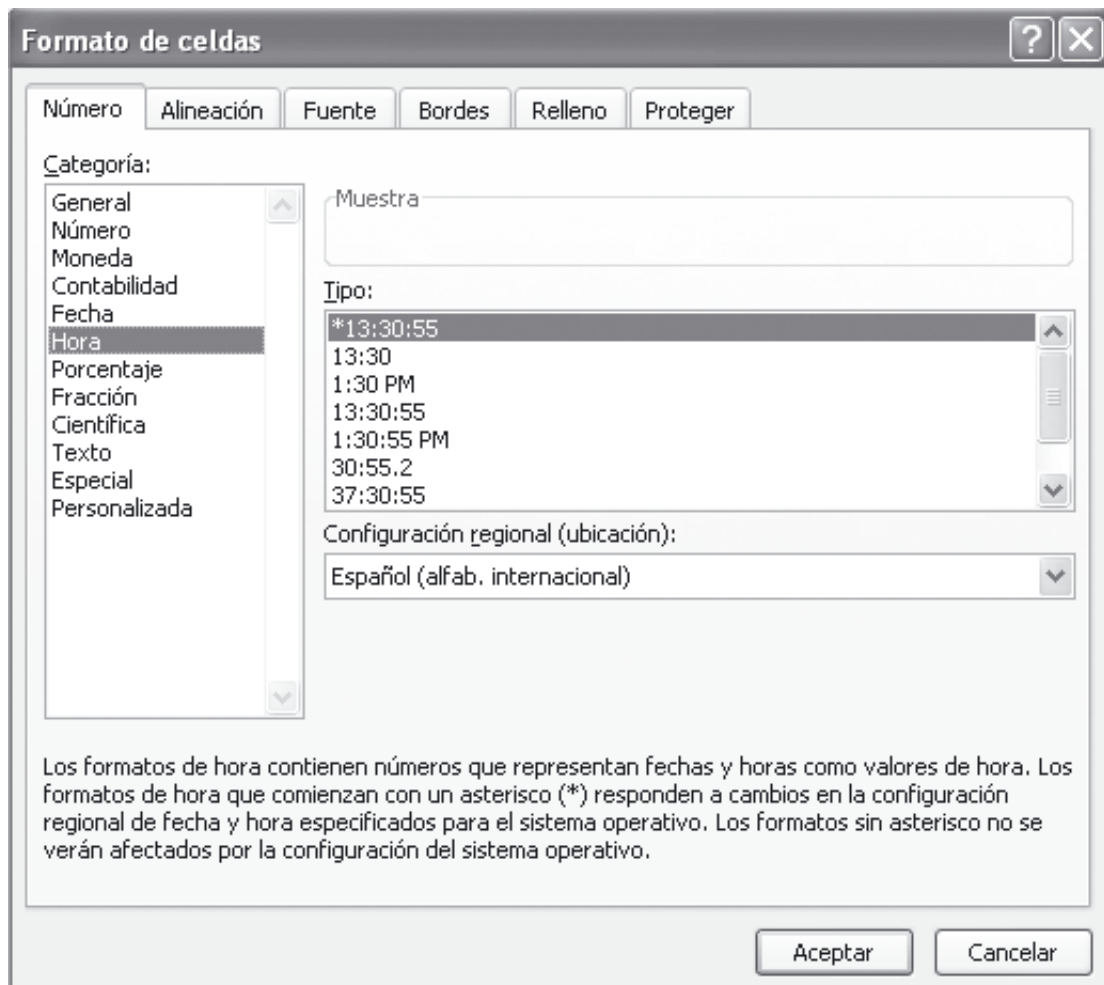 Formato de celdas
Número Alineación Fuente Bordes Relleno Proteger
Categoría:
General
Número
Moneda
Contabilidad
Fecha
Hora
Porcentaje
Fracción
Científica
Texto
Especial
Personalizada
Muestra
Tipo:
*13:30:55
13:30
1:30 PM
13:30:55
1:30:55 PM
30:55.2
37:30:55
Configuración regional (ubicación):
Español (alfab. internacional)
Los formatos de hora contienen números que representan fechas y horas como valores de hora. Los
formatos de hora que comienzan con un asterisco (*) responden a cambios en la configuración
regional de fecha y hora especificados para el sistema operativo. Los formatos sin asterisco no se
verán afectados por la configuración del sistema operativo.
Aceptar Cancelar